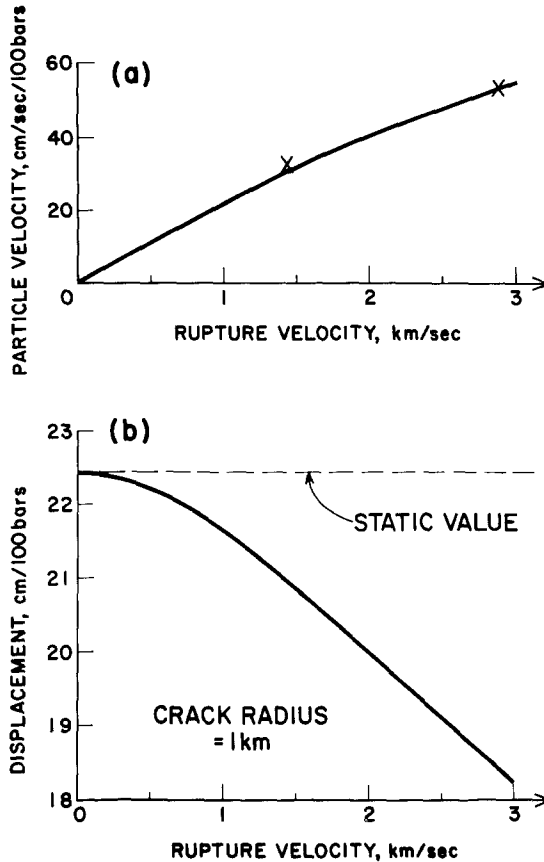 PARTICLE VELOCITY, cm/sec/100bars
(a)
60
40
20
0
1
2
3
RUPTURE VELOCITY, km/sec
DISPLACEMENT, cm/100bars
(b)
23
22
21
20
19
18
STATIC VALUE
CRACK RADIUS
= 1km
0
1
2
3
RUPTURE VELOCITY, km/sec